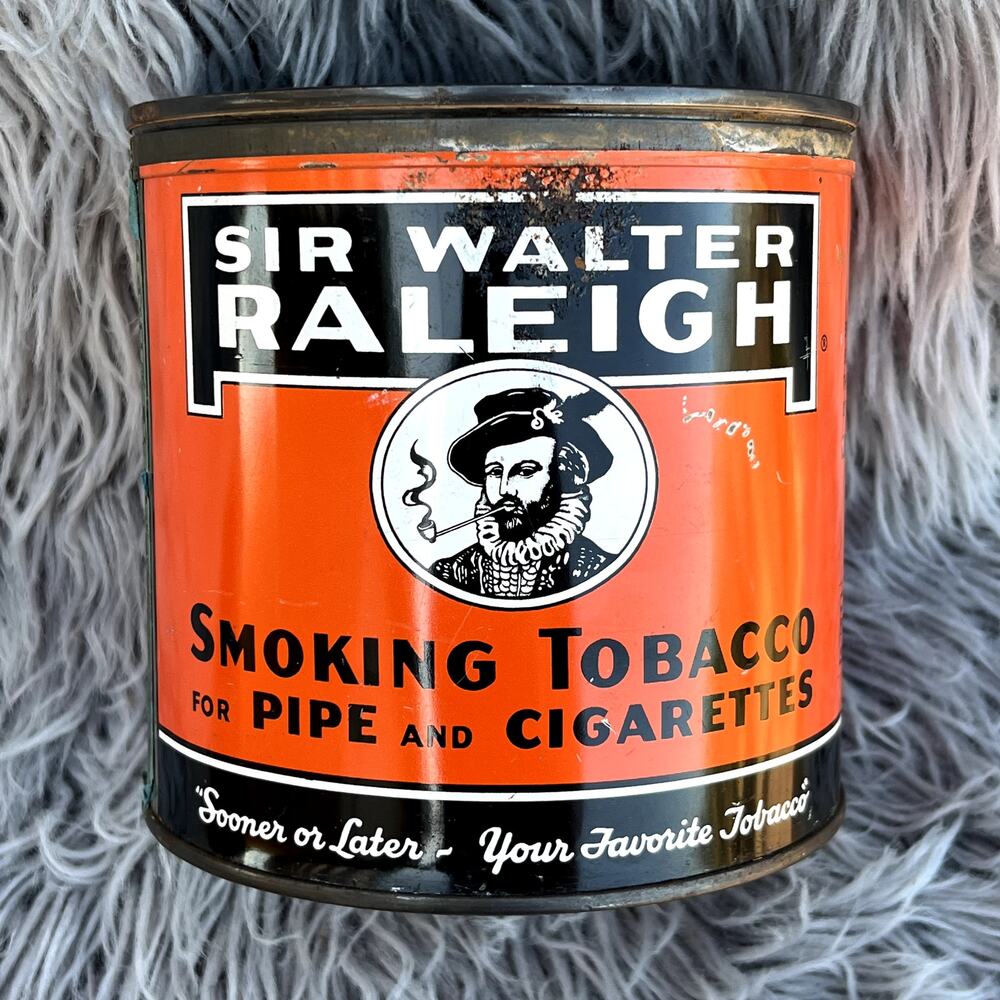 SIR WALTER
RALEIGH
®
SMOKING TOBACCO
FOR PIPE AND CIGARETTES
"Sooner or Later - Your Favorite Tobacco"